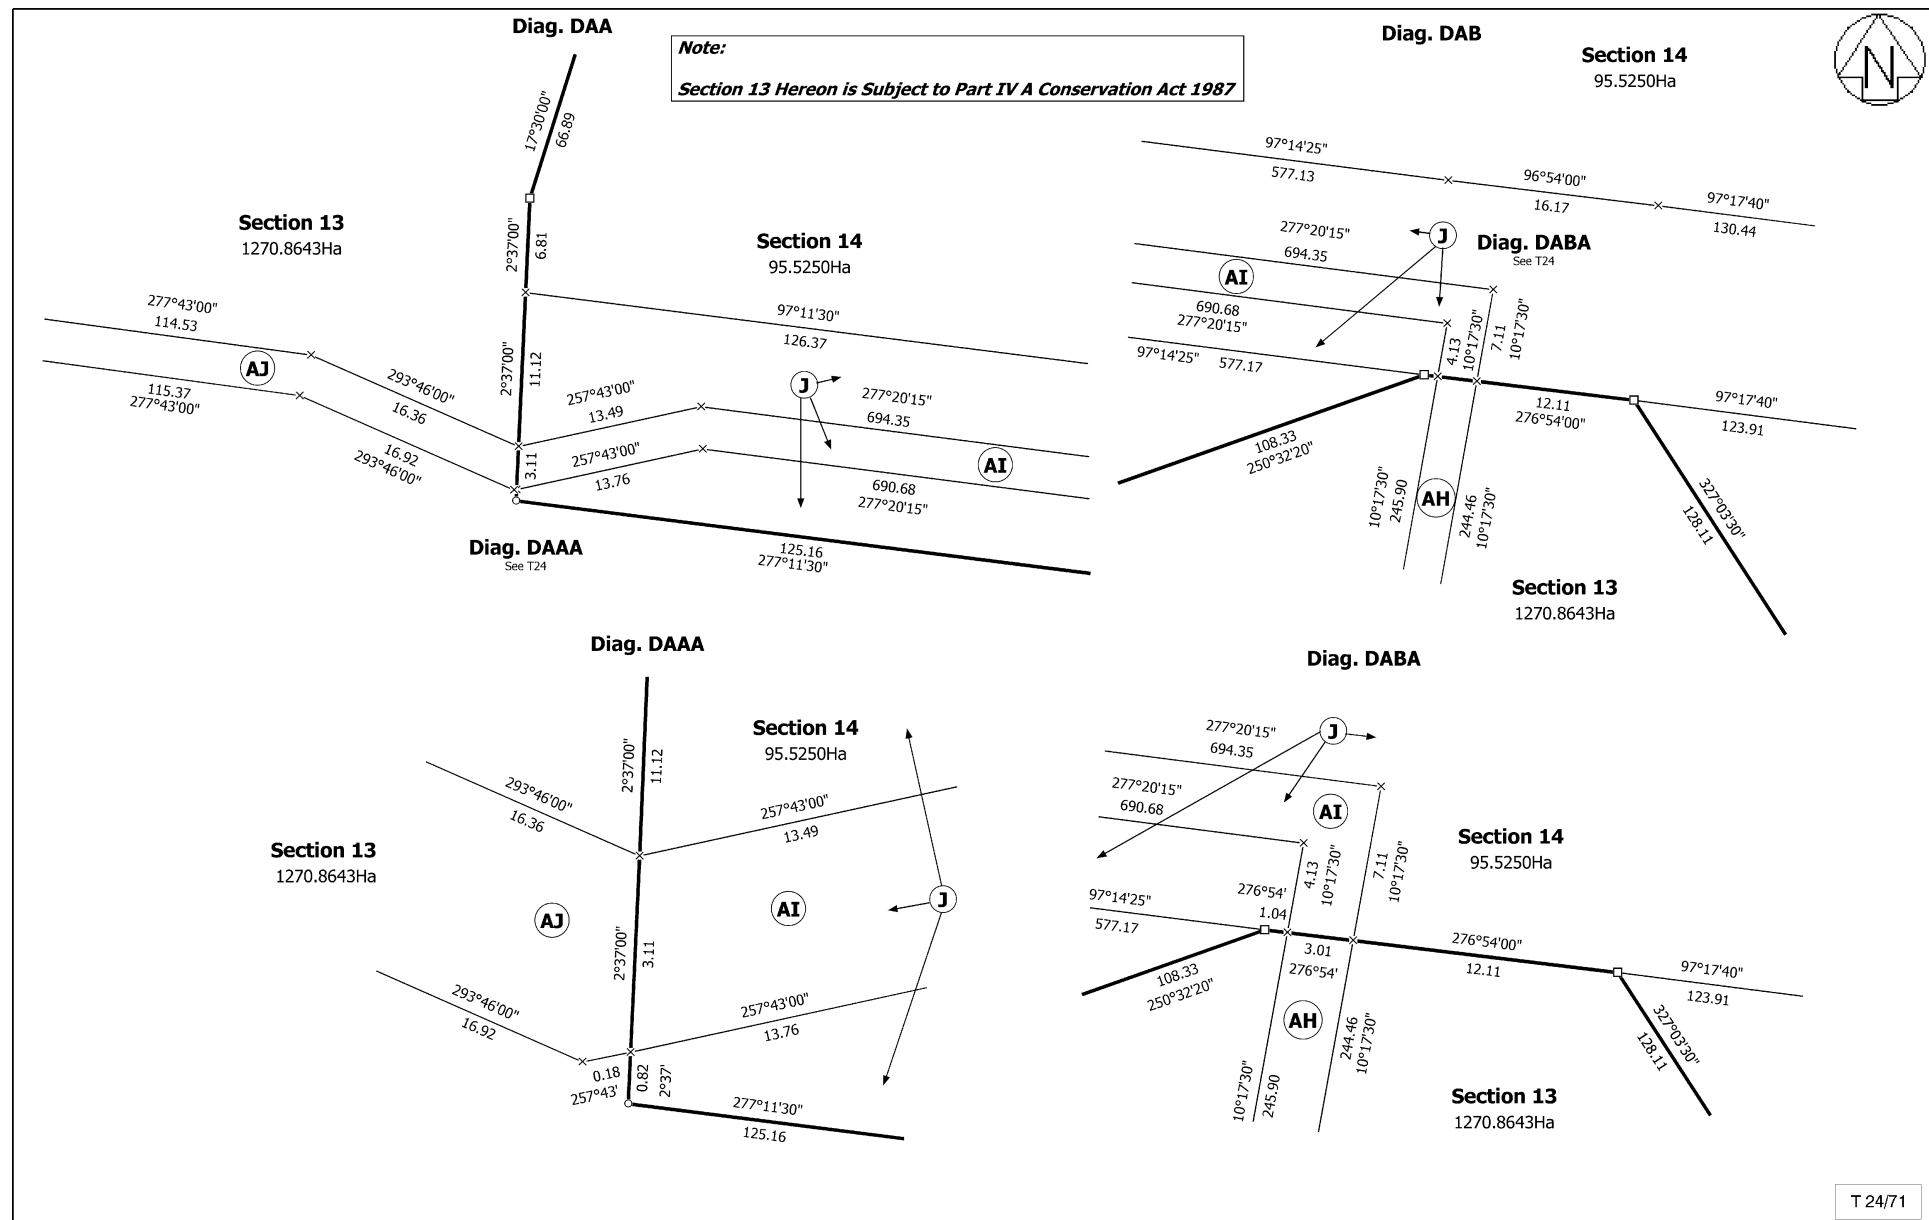 Diag. DAA
Note:
Section 13 Hereon is Subject to Part IV A Conservation Act 1987
17°30'00"
66.89
Section 13
1270.8643Ha
2°37'00"
6.81
Section 14
95.5250Ha
277°43'00"
114.53
97°11'30"
126.37
AJ
2°37'00"
11.12
J
293°46'00"
16.36
257°43'00"
13.49
277°20'15"
694.35
115.37
277°43'00"
16.92
293°46'00"
3.11
257°43'00"
13.76
AI
690.68
277°20'15"
125.16
277°11'30"
Diag. DAAA
See T24
Diag. DAB
Section 14
95.5250Ha
N
97°14'25"
577.13
96°54'00"
16.17
97°17'40"
130.44
277°20'15"
694.35
J
Diag. DABA
See T24
AI
690.68
277°20'15"
4.13
10°17'30"
7.11
10°17'30"
97°14'25"
577.17
12.11
276°54'00"
97°17'40"
123.91
108.33
250°32'20"
10°17'30"
245.90
AH
244.46
10°17'30"
327°03'30"
128.11
Section 13
1270.8643Ha
Diag. DAAA
2°37'00"
11.12
Section 14
95.5250Ha
293°46'00"
16.36
257°43'00"
13.49
Section 13
1270.8643Ha
AJ
AI
J
2°37'00"
3.11
293°46'00"
16.92
257°43'00"
13.76
0.18
257°43'
0.82
2°37'
277°11'30"
125.16
Diag. DABA
277°20'15"
694.35
J
277°20'15"
690.68
AI
Section 14
95.5250Ha
4.13
10°17'30"
7.11
10°17'30"
276°54'
1.04
97°14'25"
577.17
3.01
276°54'
276°54'00"
12.11
97°17'40"
123.91
108.33
250°32'20"
AH
244.46
10°17'30"
10°17'30"
245.90
327°03'30"
128.11
Section 13
1270.8643Ha
T 24/71